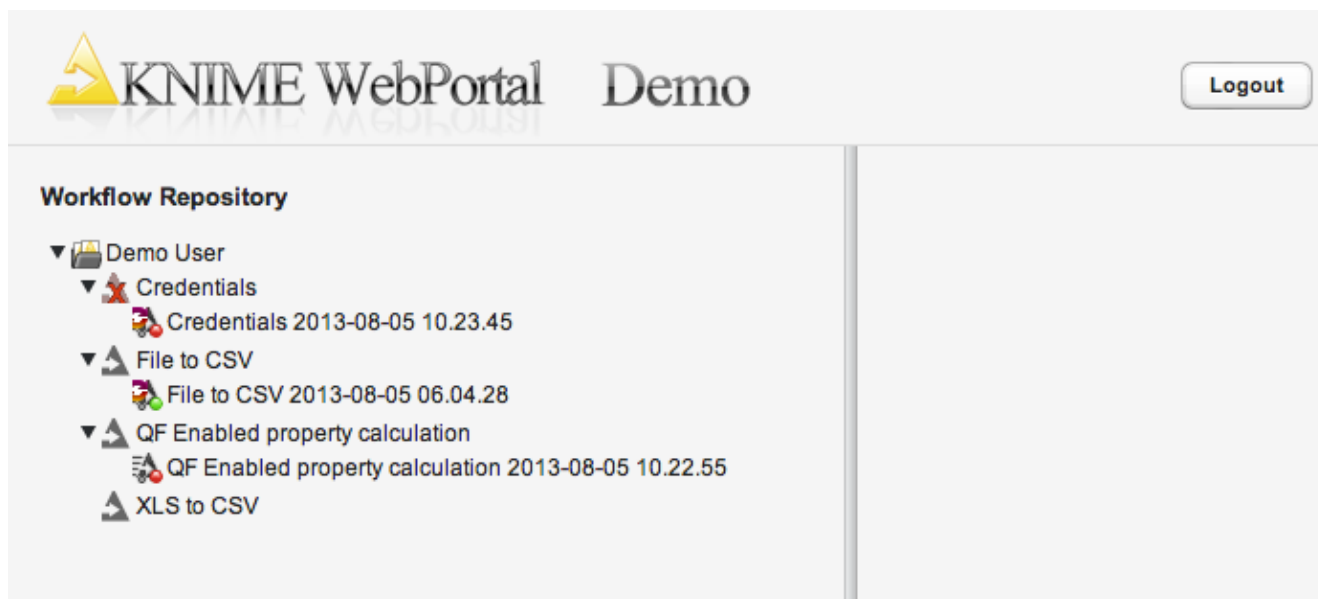 KNIME WebPortal Demo
Logout
Workflow Repository
Demo User
Credentials
Credentials 2013-08-05 10.23.45
File to CSV
File to CSV 2013-08-05 06.04.28
QF Enabled property calculation
QF Enabled property calculation 2013-08-05 10.22.55
XLS to CSV